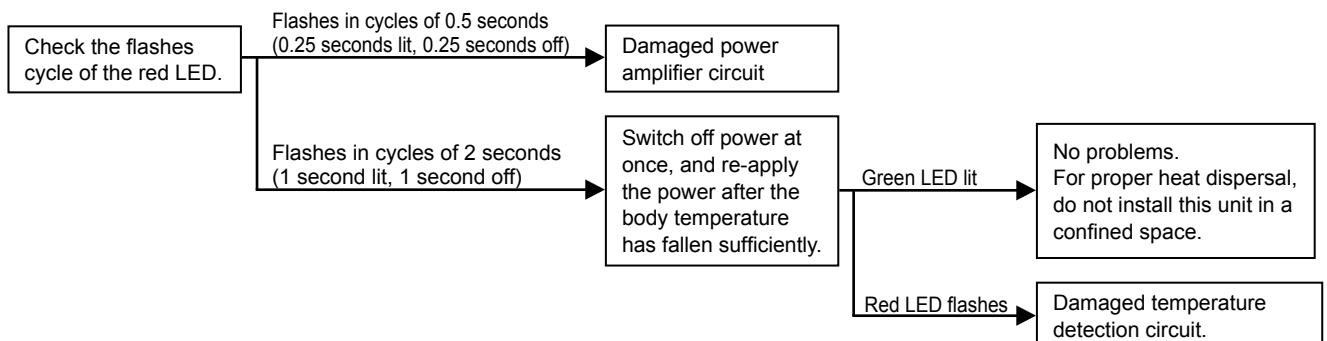 Check the flashes
cycle of the red LED.
Flashes in cycles of 0.5 seconds
(0.25 seconds lit, 0.25 seconds off)
Damaged power
amplifier circuit
Flashes in cycles of 2 seconds
(1 second lit, 1 second off)
Switch off power at
once, and re-apply
the power after the
body temperature
has fallen sufficiently.
Green LED lit
No problems.
For proper heat dispersal,
do not install this unit in a
confined space.
Red LED flashes
Damaged temperature
detection circuit.